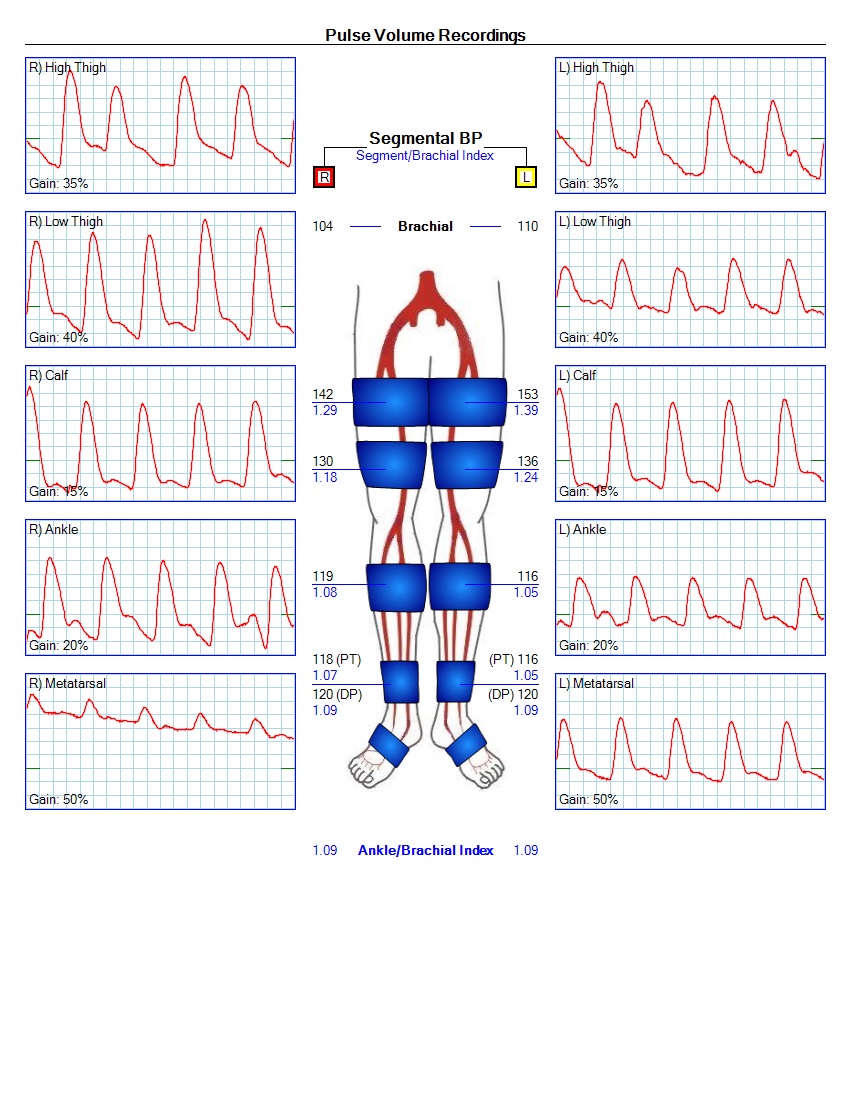 Pulse Volume Recordings
R) High Thigh
Gain: 35%
L) High Thigh
Gain: 35%
Segmental BP
Segment/Brachial Index
R
L
104 Brachial 110
R) Low Thigh
Gain: 40%
L) Low Thigh
Gain: 40%
R) Calf
Gain: 15%
L) Calf
Gain: 15%
142 153
1.29 1.39
130 136
1.18 1.24
R) Ankle
Gain: 20%
L) Ankle
Gain: 20%
119 116
1.08 1.05
118 (PT) (PT) 116
1.07 1.05
120 (DP) (DP) 120
1.09 1.09
R) Metatarsal
Gain: 50%
L) Metatarsal
Gain: 50%
1.09 Ankle/Brachial Index 1.09